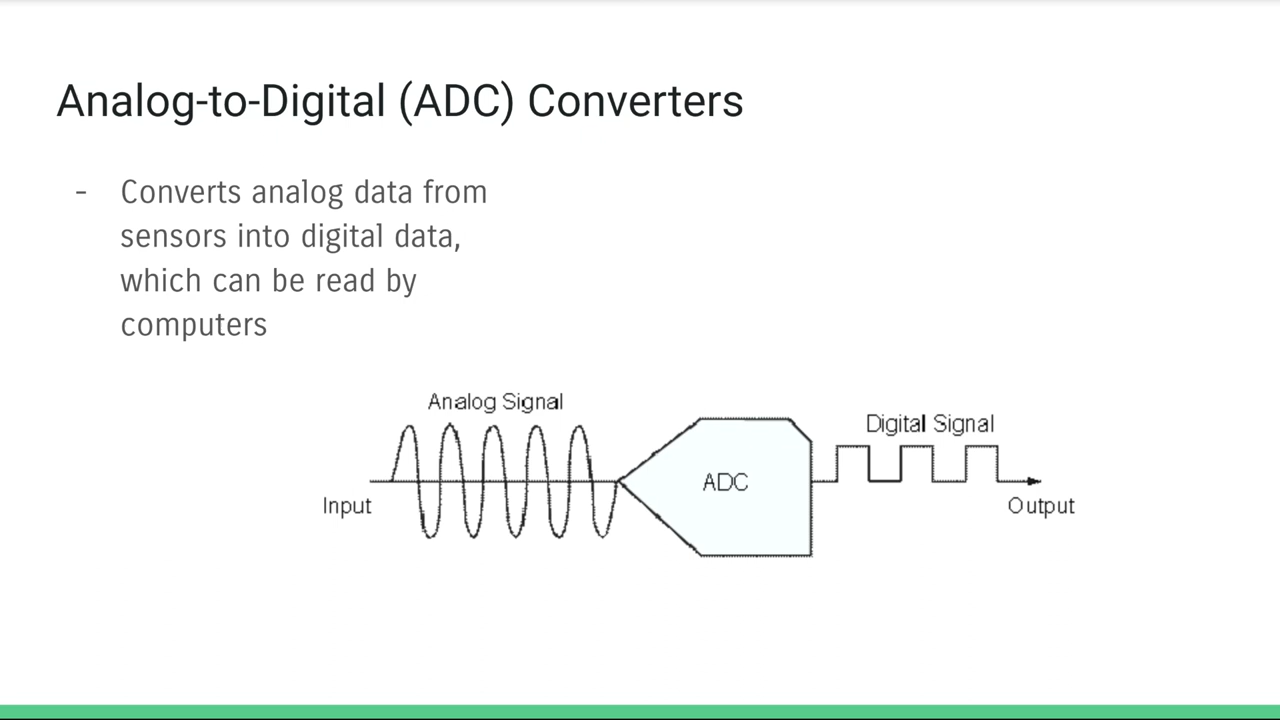 Analog-to-Digital (ADC) Converters
- Converts analog data from
sensors into digital data,
which can be read by
computers
Analog Signal
Digital Signal
ADC
Input
Output